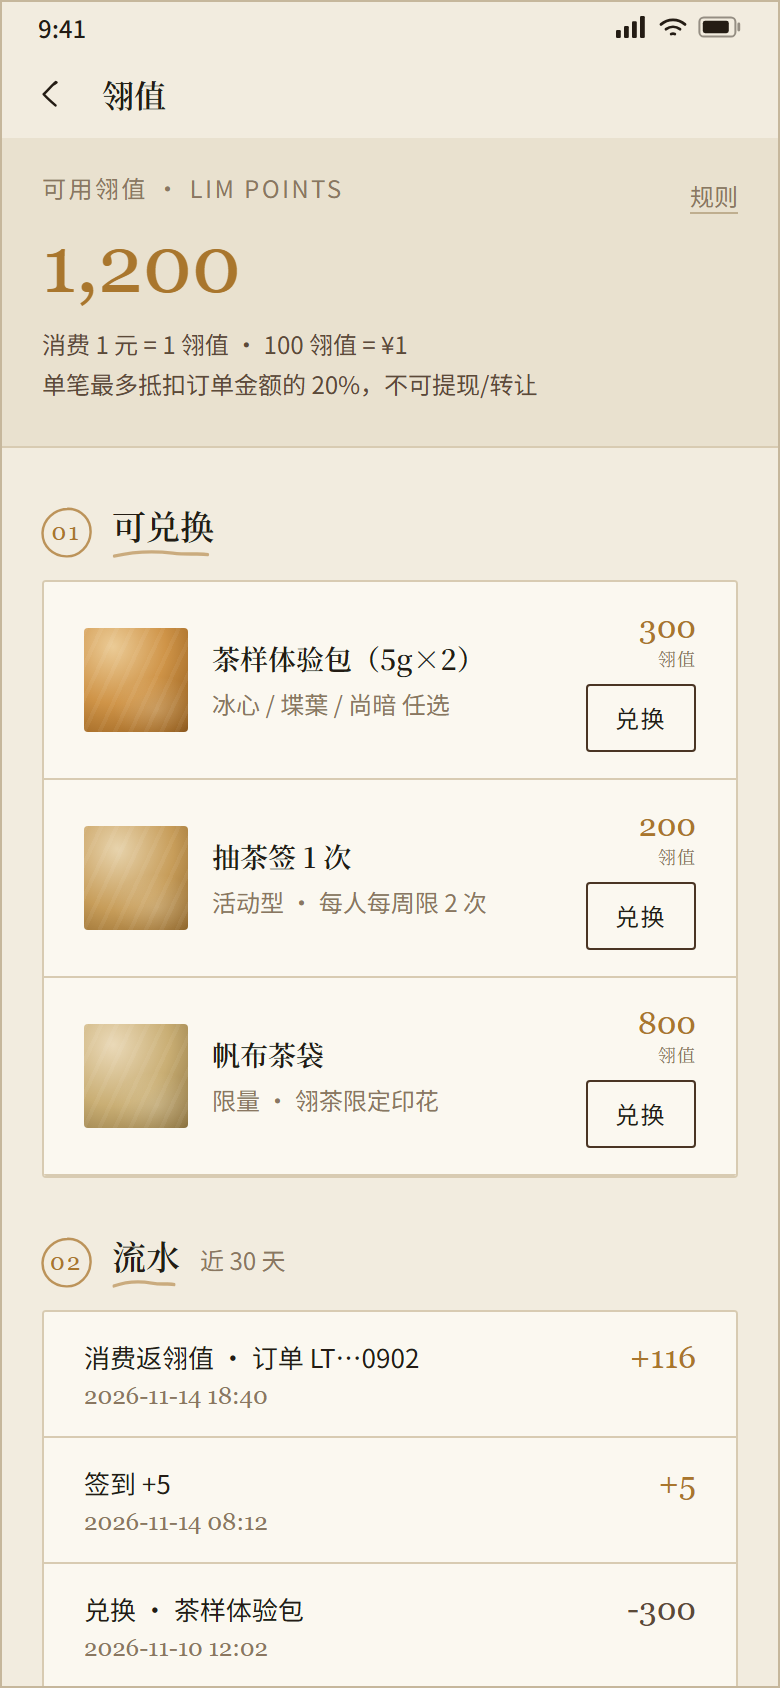 9:41
翎值
可用翎值 · LIM POINTS
规则
1,200
消费 1 元 = 1 翎值 · 100 翎值 = ¥1
单笔最多抵扣订单金额的 20%，不可提现/转让
01 可兑换
茶样体验包（5g×2）
冰心 / 堞葉 / 尚暗 任选
300
翎值
兑换
抽茶签 1 次
活动型 · 每人每周限 2 次
200
翎值
兑换
帆布茶袋
限量 · 翎茶限定印花
800
翎值
兑换
02 流水 近 30 天
消费返翎值 · 订单 LT···0902
+116
2026-11-14 18:40
签到 +5
+5
2026-11-14 08:12
兑换 · 茶样体验包
-300
2026-11-10 12:02